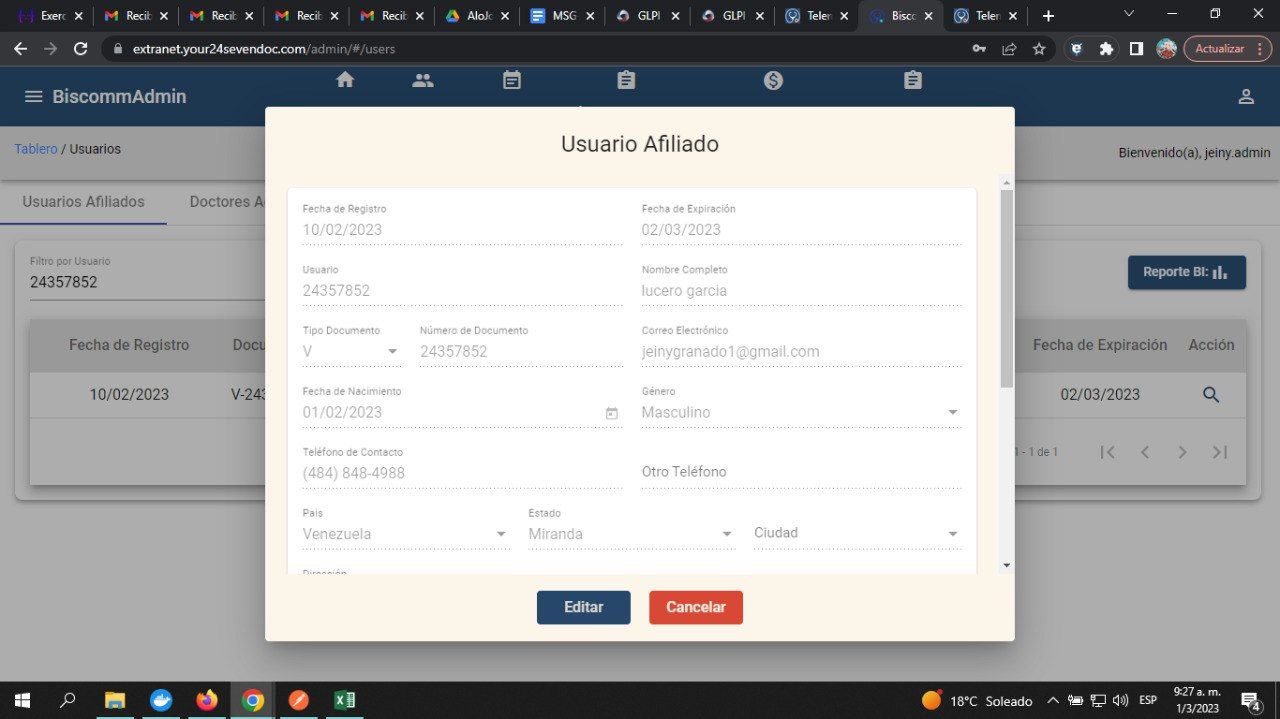 Exerc
Recib
Recib
Recib
Recib
AloJo
MSG
GLPI
GLPI
Telen
Bisco
Telen
extranet.your24sevendoc.com/admin/#/users
Actualizar
BiscommAdmin
Tablero / Usuarios
Bienvenido(a), jeiny.admin
Usuarios Afiliados
Doctores A
Filtro por Usuario
24357852
Reporte BI:
Fecha de Registro
Docu
Fecha de Expiración
Acción
10/02/2023
V-243
02/03/2023
1 - 1 de 1
Usuario Afiliado
Fecha de Registro
10/02/2023
Fecha de Expiración
02/03/2023
Usuario
24357852
Nombre Completo
lucero garcia
Tipo Documento
V
Número de Documento
24357852
Correo Electrónico
jeinygranado1@gmail.com
Fecha de Nacimiento
01/02/2023
Género
Masculino
Teléfono de Contacto
(484) 848-4988
Otro Teléfono
Pais
Venezuela
Estado
Miranda
Ciudad
Dirección
Editar
Cancelar
18°C Soleado
ESP
9:27 a. m.
1/3/2023
4